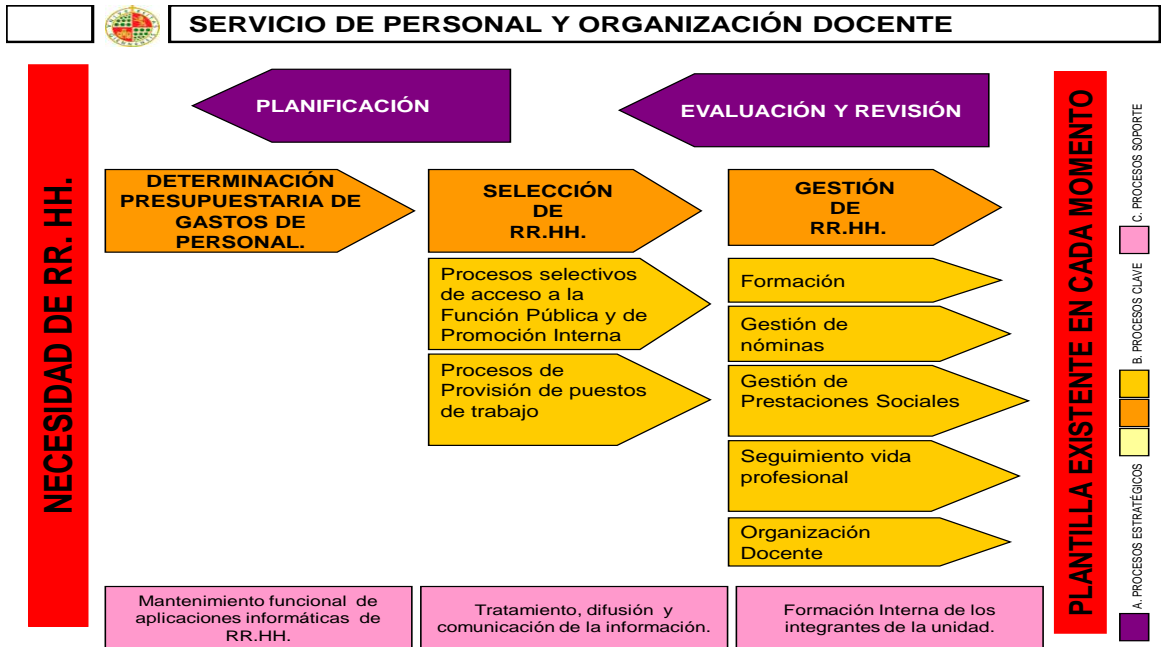 SERVICIO DE PERSONAL Y ORGANIZACIÓN DOCENTE
NECESIDAD DE RR. HH.
PLANIFICACIÓN
EVALUACIÓN Y REVISIÓN
DETERMINACIÓN
PRESUPUESTARIA DE
GASTOS DE
PERSONAL.
SELECCIÓN
DE
RR.HH.
Procesos selectivos
de acceso a la
Función Pública y de
Promoción Interna
Procesos de
Provisión de puestos
de trabajo
GESTIÓN
DE
RR.HH.
Formación
Gestión de
nóminas
Gestión de
Prestaciones Sociales
Seguimiento vida
profesional
Organización
Docente
Mantenimiento funcional de
aplicaciones informáticas de
RR.HH.
Tratamiento, difusión y
comunicación de la información.
Formación Interna de los
integrantes de la unidad.
PLANTILLA EXISTENTE EN CADA MOMENTO
A. PROCESOS ESTRATÉGICOS
B. PROCESOS CLAVE
C. PROCESOS SOPORTE